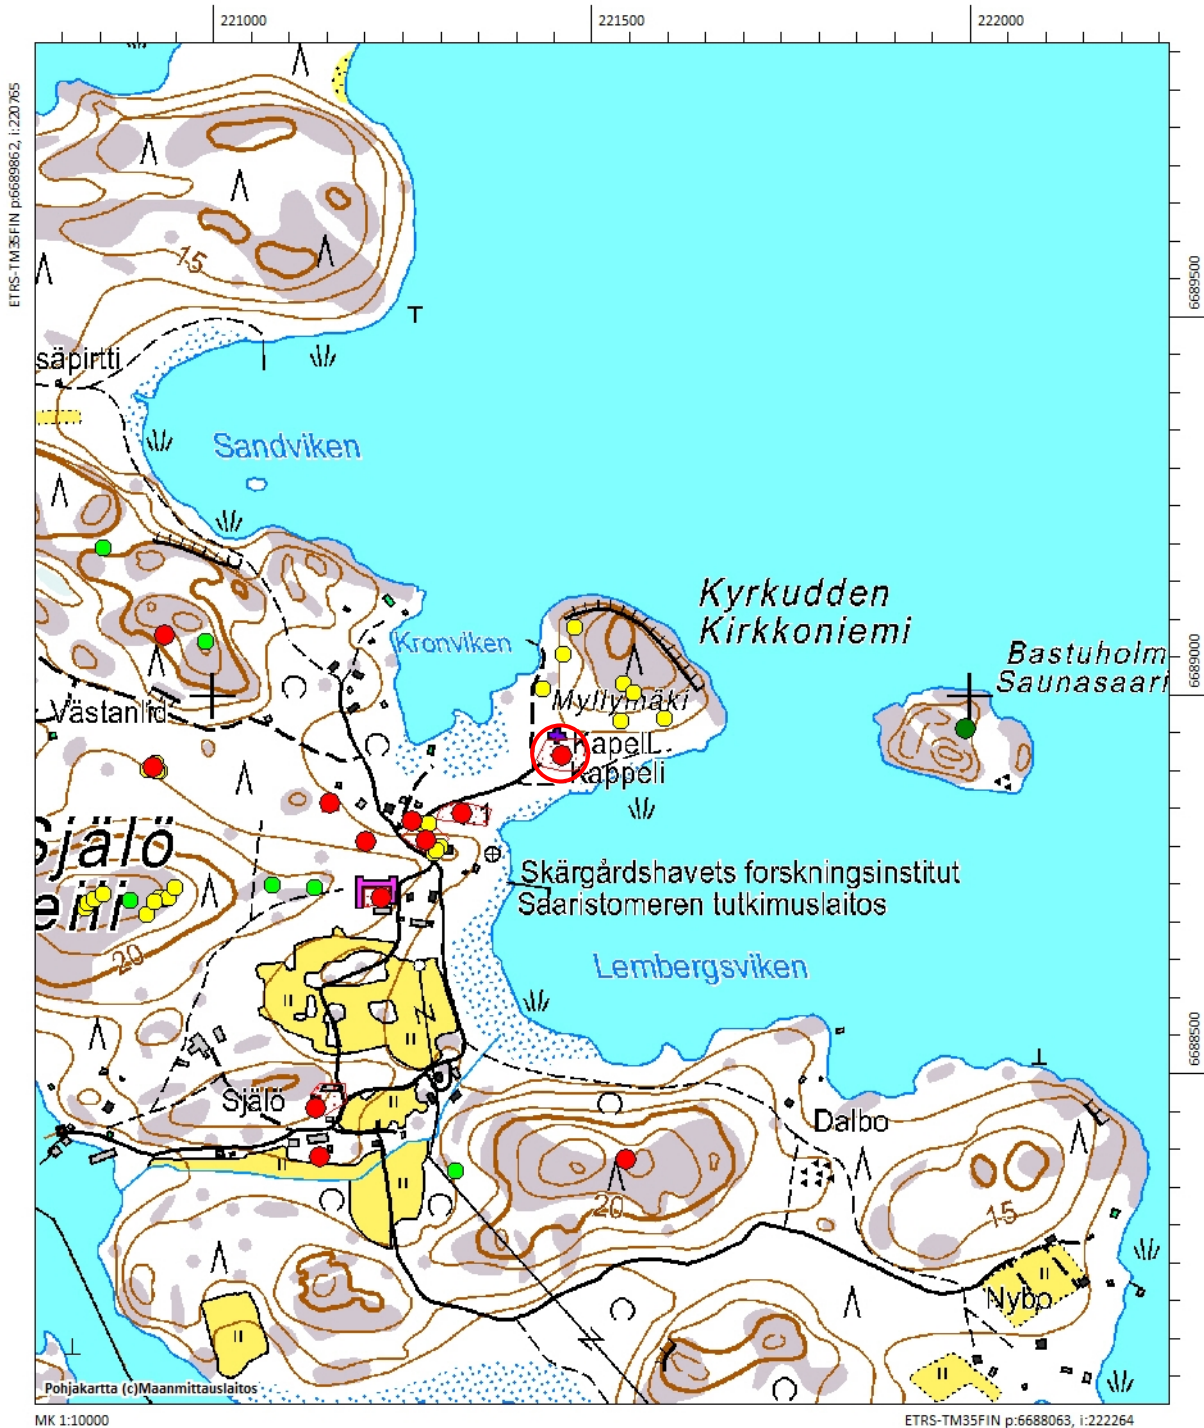 221000
221500
222000
ETRS-TM35FIN p:6689862, i:220765
15
6689500
säpirtti
Sandviken
Kyrkudden
Kirkkoniemi
Kronviken
Bastuholm
Saunasaari
6689000
Myllymäki
Västanlid
Kapell
Kappeli
1
Själö
Skärgårdshavets forskningsinstitut
Saaristomeren tutkimuslaitos
20
Lembergsviken
6688500
Själö
Dalbo
20
15
Nybo
Pohjakartta (c)Maanmittauslaitos
MK 1:10000
ETRS-TM35FIN p:6688063, i:222264